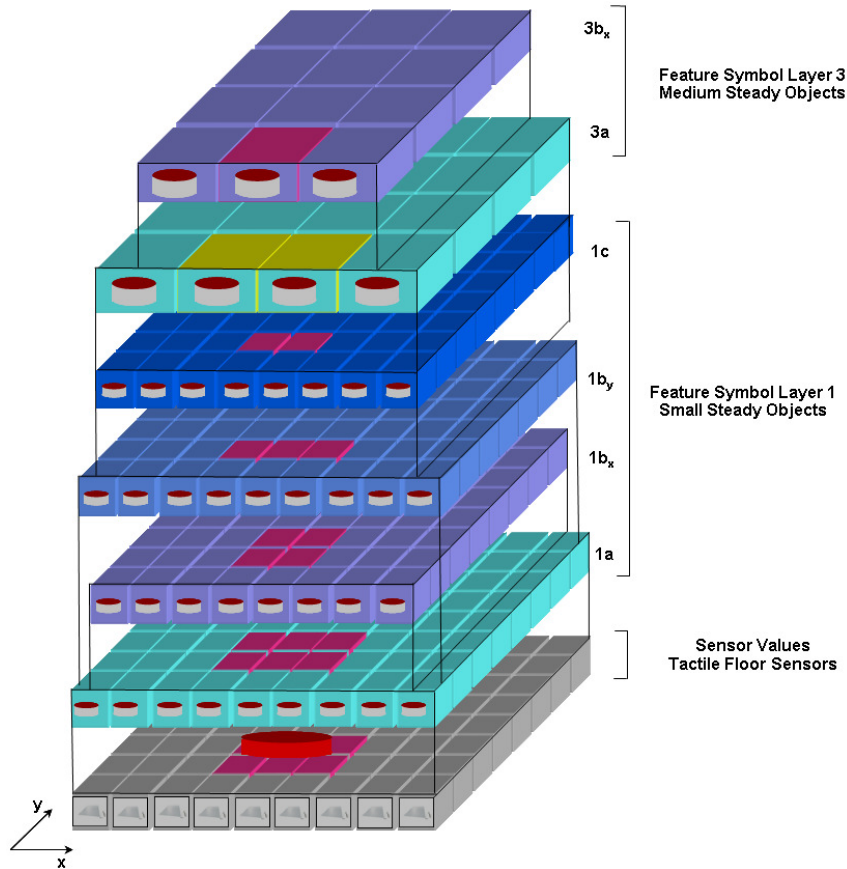 3bx
Feature Symbol Layer 3
Medium Steady Objects
3a
1c
1by
Feature Symbol Layer 1
Small Steady Objects
1bx
1a
Sensor Values
Tactile Floor Sensors
y
x